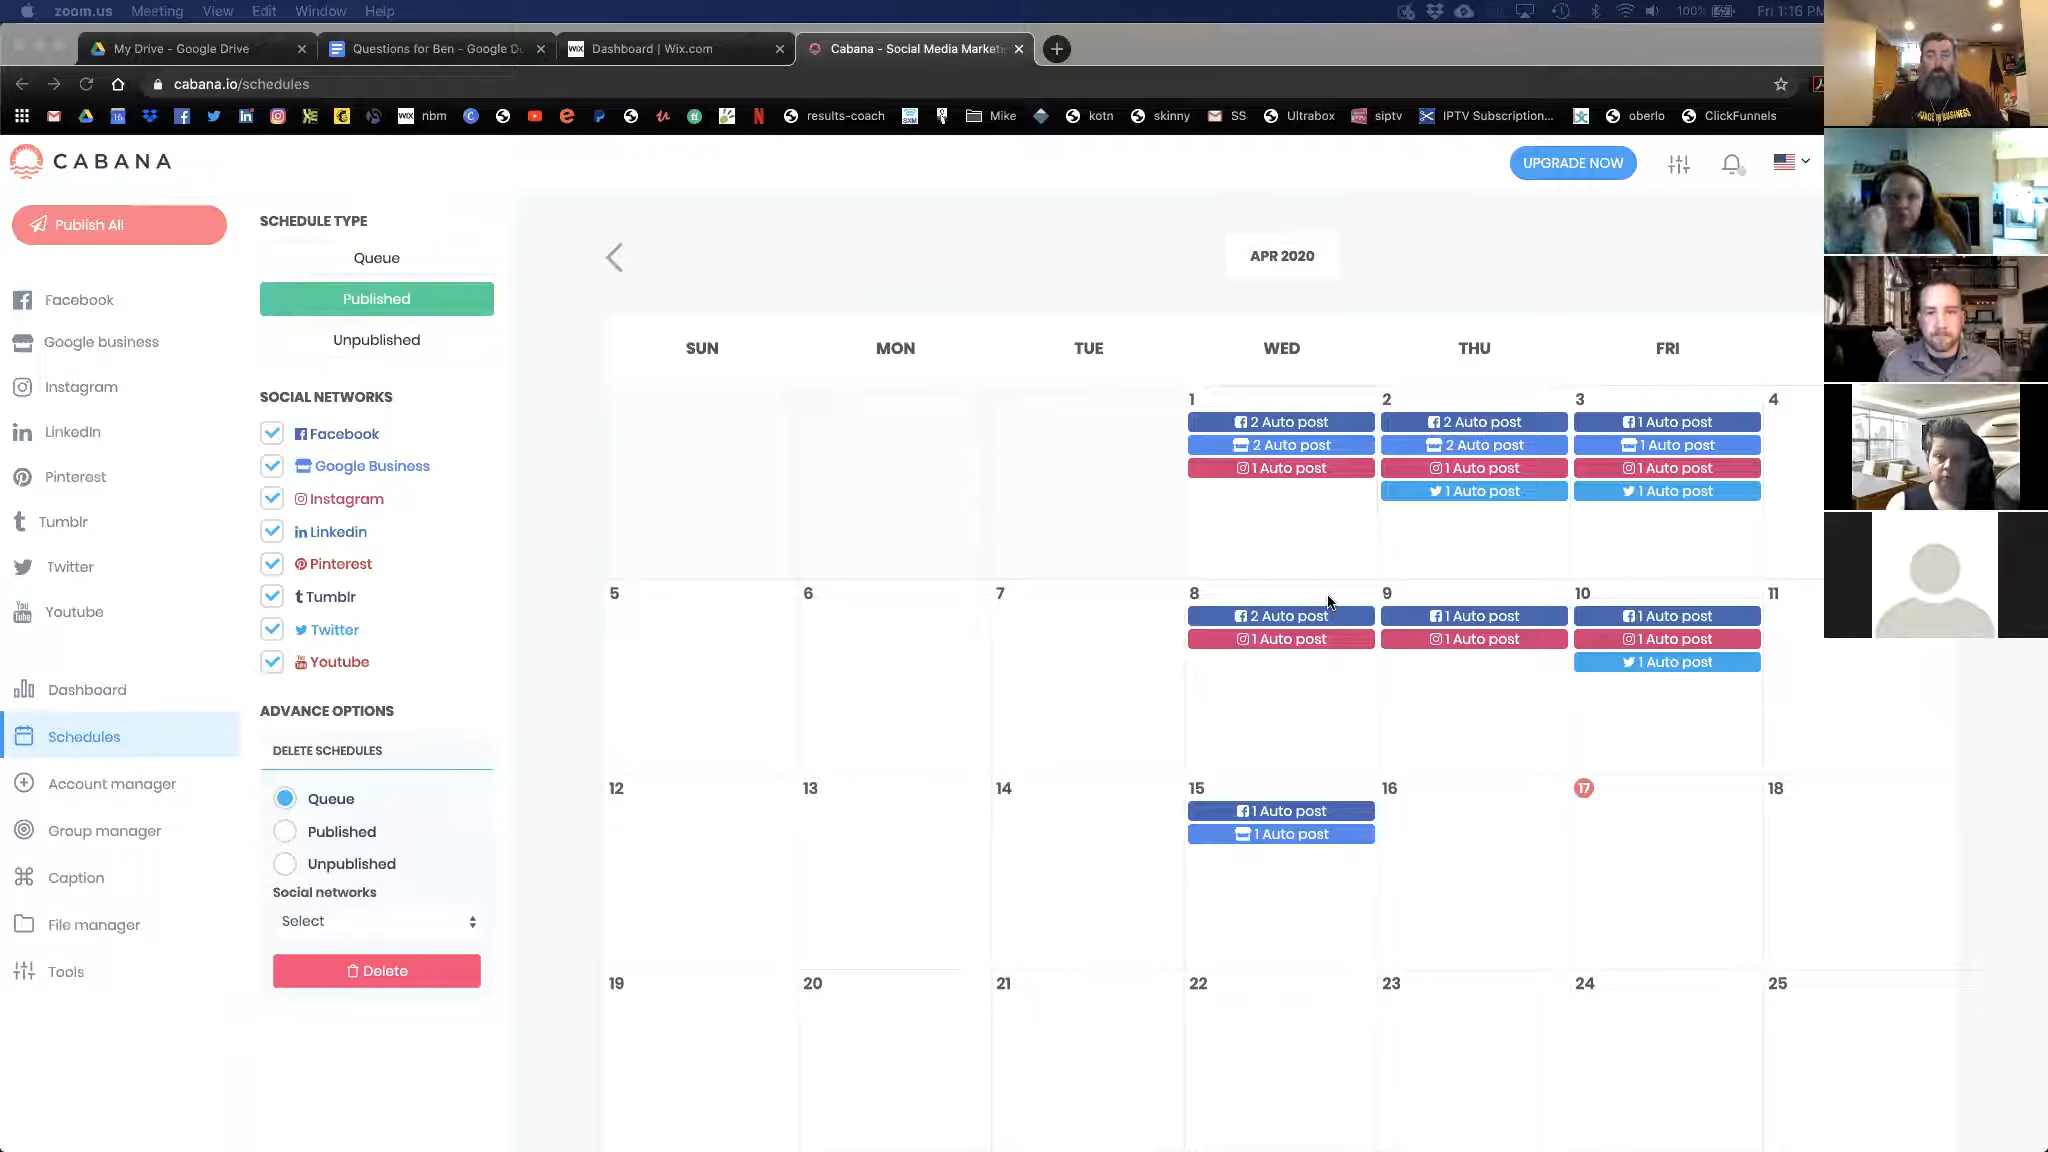 zoom.us Meeting View Edit Window Help 100% Fri 1:16 PM
My Drive - Google Drive
Questions for Ben - Google D
WIX Dashboard | Wix.com
Cabana - Social Media Market
cabana.io/schedules
WIX nbm results-coach Mike kotn skinny SS Ultrabox siptv IPTV Subscription... oberlo ClickFunnels
CABANA
UPGRADE NOW
Publish All
Facebook
Google business
Instagram
LinkedIn
Pinterest
Tumblr
Twitter
Youtube
Dashboard
Schedules
Account manager
Group manager
Caption
File manager
Tools
SCHEDULE TYPE
Queue
Published
Unpublished
SOCIAL NETWORKS
Facebook
Google Business
Instagram
Linkedin
Pinterest
Tumblr
Twitter
Youtube
ADVANCE OPTIONS
DELETE SCHEDULES
Queue
Published
Unpublished
Social networks
Select
Delete
APR 2020
SUN MON TUE WED THU FRI
1 2 3 4
2 Auto post 2 Auto post 1 Auto post
2 Auto post 2 Auto post 1 Auto post
1 Auto post 1 Auto post 1 Auto post
1 Auto post 1 Auto post
5 6 7 8 9 10 11
2 Auto post 1 Auto post 1 Auto post
1 Auto post 1 Auto post 1 Auto post
1 Auto post
12 13 14 15 16 17 18
1 Auto post
1 Auto post
19 20 21 22 23 24 25